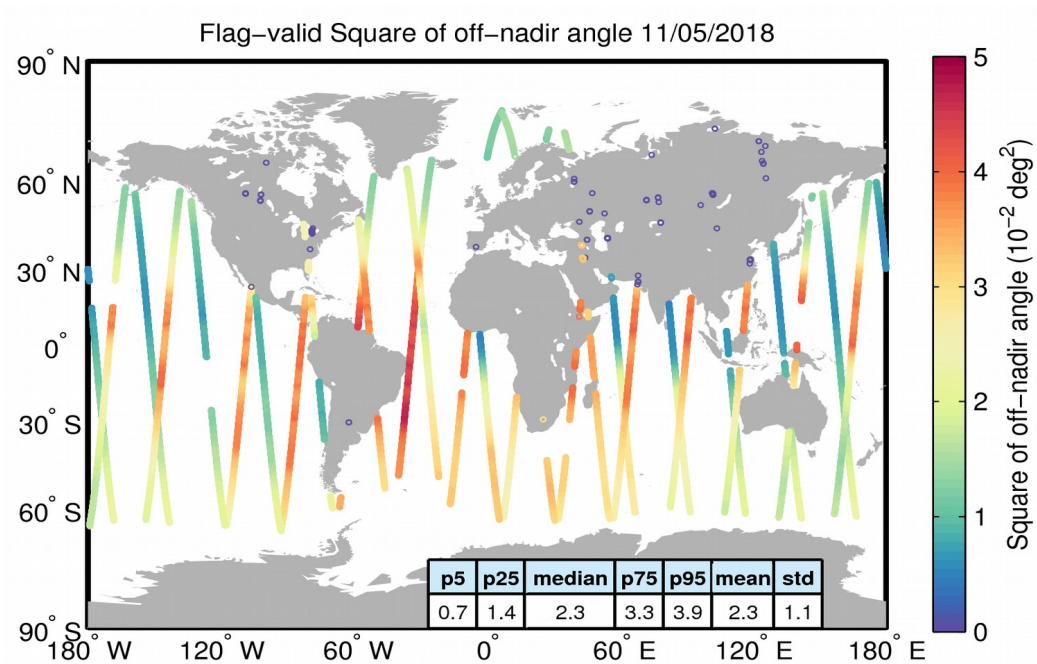 Flag−valid Square of off−nadir angle 11/05/2018
90° N
60° N
30° N
0°
30° S
60° S
90° S
180° W
120° W
60° W
0°
60° E
120° E
180° E
p5 p25 median p75 p95 mean std
0.7 1.4 2.3 3.3 3.9 2.3 1.1
5
4
3
2
1
0
Square of off−nadir angle (10⁻² deg²)